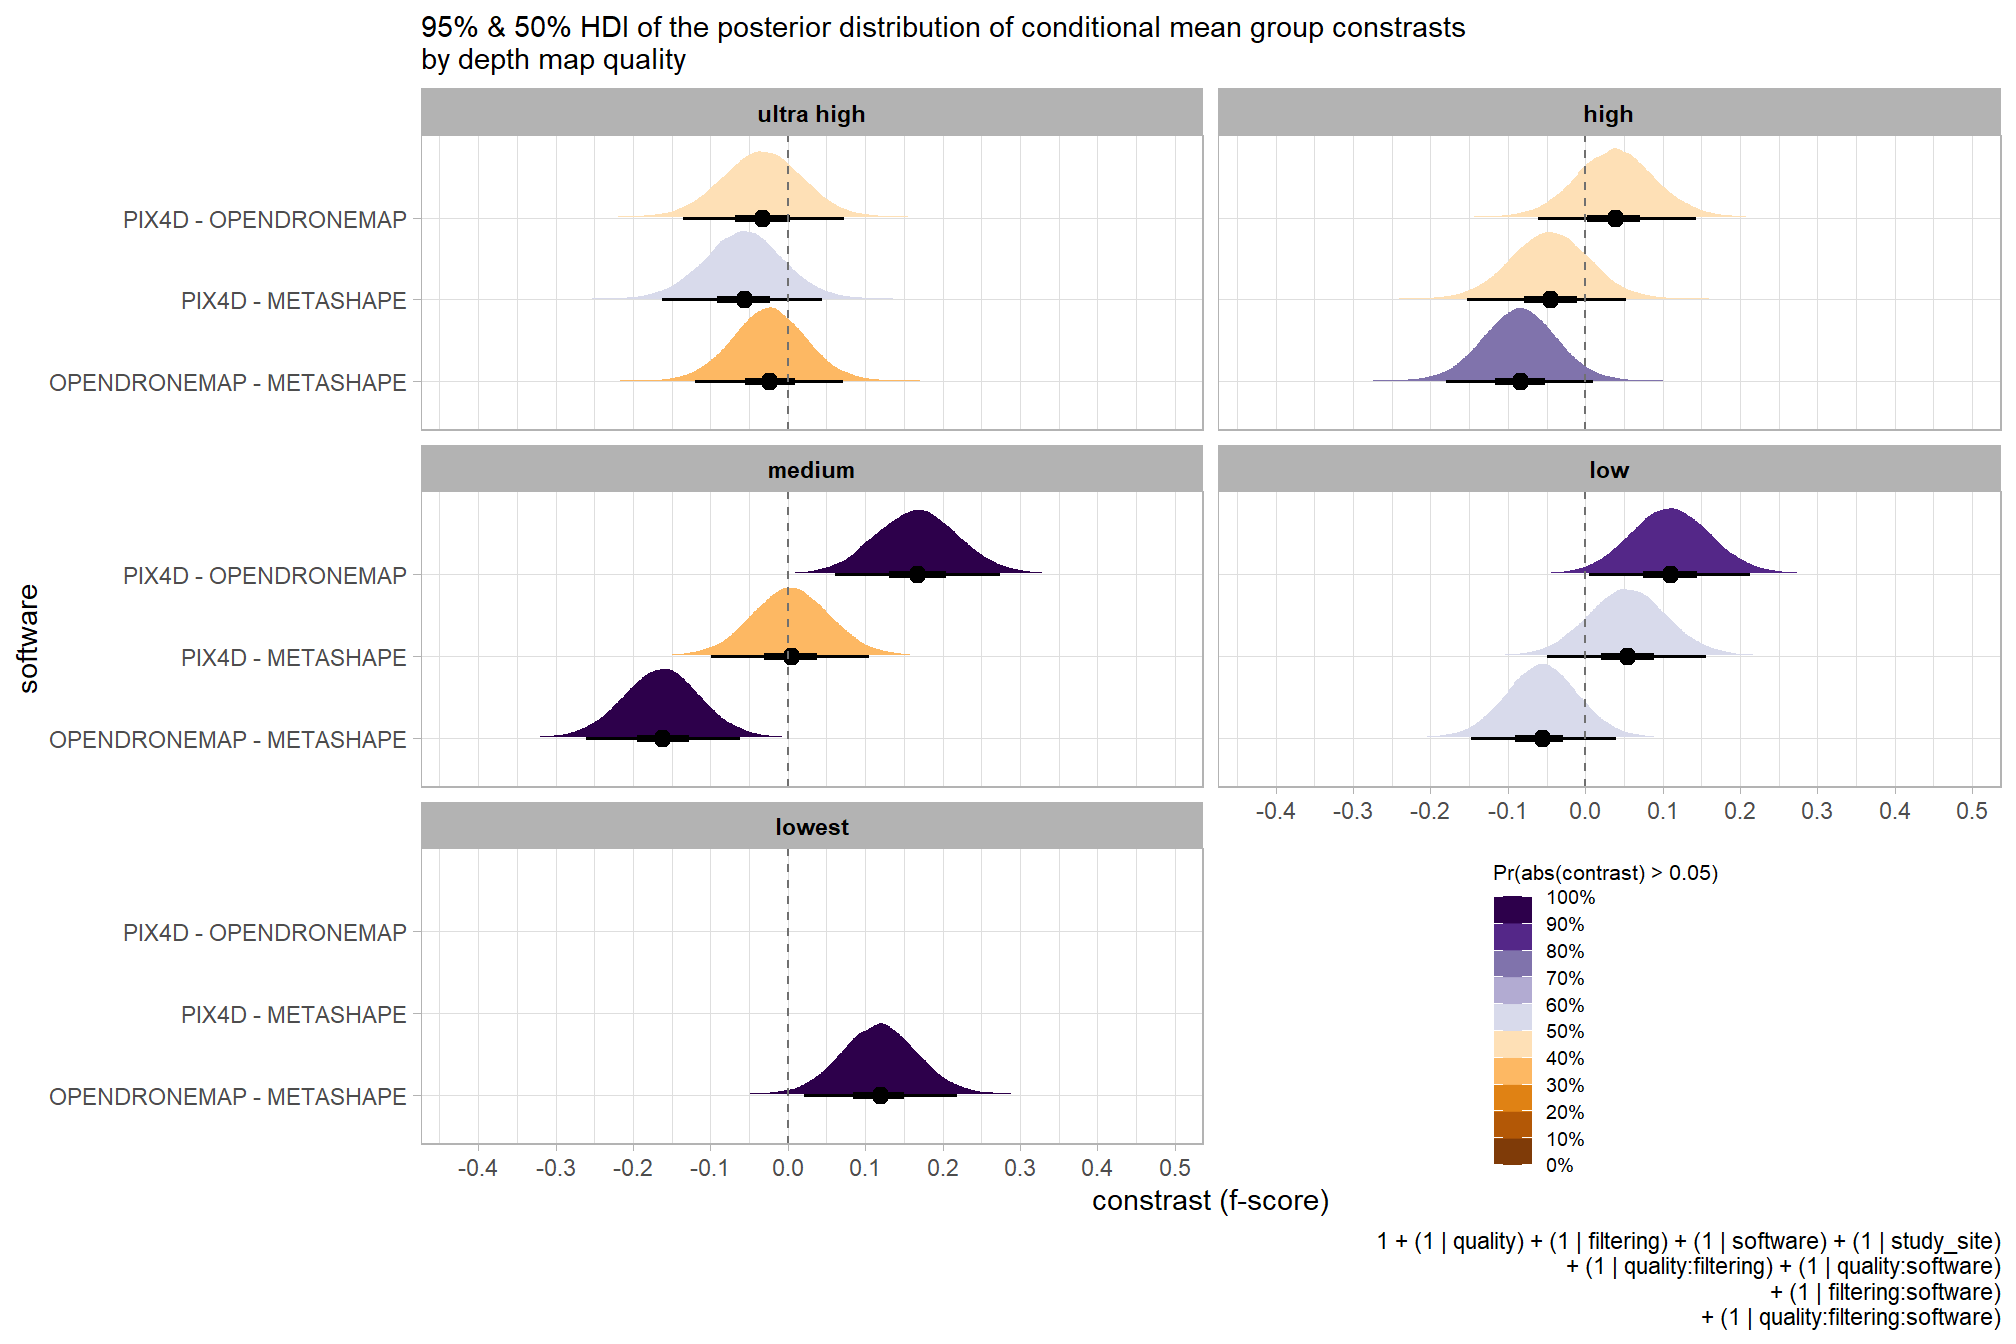 95% & 50% HDI of the posterior distribution of conditional mean group constrasts
by depth map quality
ultra high
high
PIX4D - OPENDRONEMAP
PIX4D - METASHAPE
OPENDRONEMAP - METASHAPE
medium
low
PIX4D - OPENDRONEMAP
PIX4D - METASHAPE
OPENDRONEMAP - METASHAPE
software
-0.4 -0.3 -0.2 -0.1 0.0 0.1 0.2 0.3 0.4 0.5
lowest
PIX4D - OPENDRONEMAP
PIX4D - METASHAPE
OPENDRONEMAP - METASHAPE
-0.4 -0.3 -0.2 -0.1 0.0 0.1 0.2 0.3 0.4 0.5
constrast (f-score)
Pr(abs(contrast) > 0.05)
100%
90%
80%
70%
60%
50%
40%
30%
20%
10%
0%
1 + (1 | quality) + (1 | filtering) + (1 | software) + (1 | study_site)
+ (1 | quality:filtering) + (1 | quality:software)
+ (1 | filtering:software)
+ (1 | quality:filtering:software)